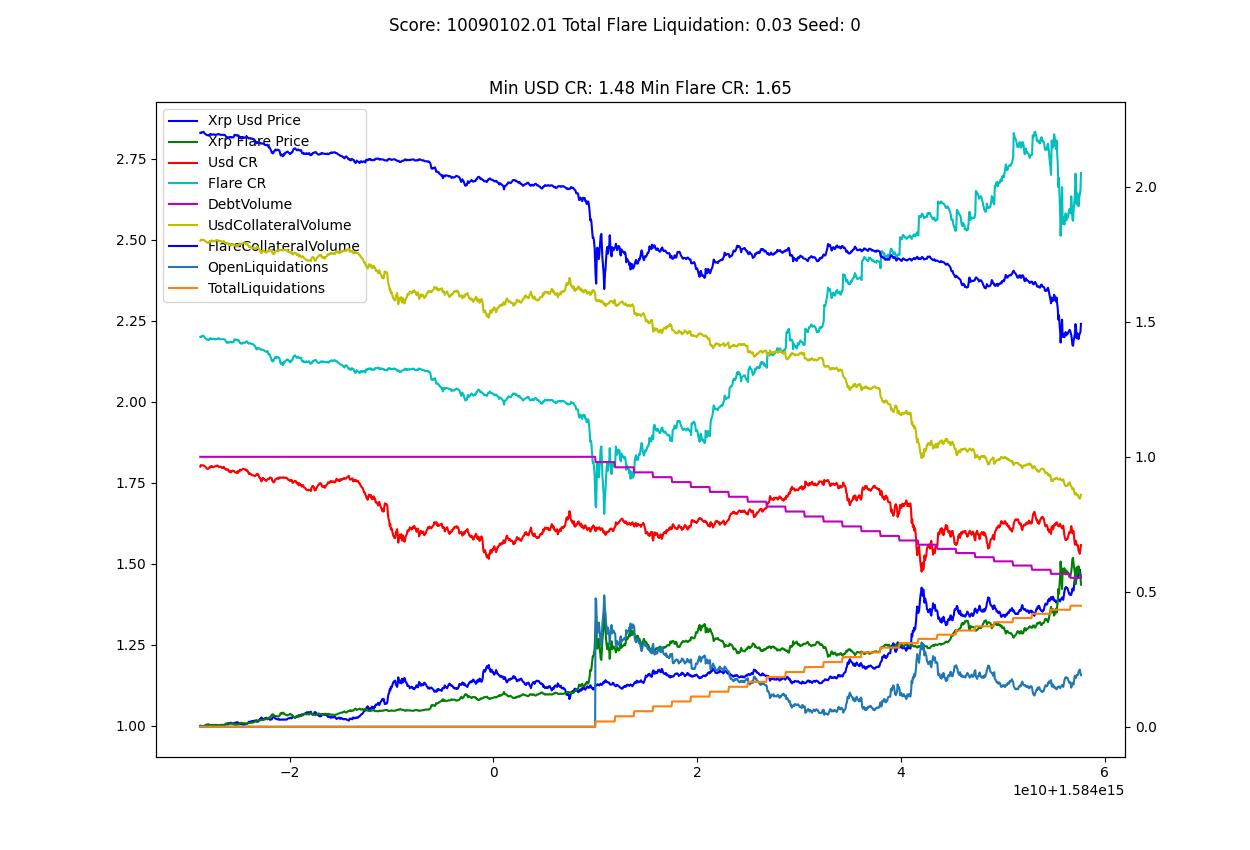 Score: 10090102.01 Total Flare Liquidation: 0.03 Seed: 0
Min USD CR: 1.48 Min Flare CR: 1.65
Xrp Usd Price
Xrp Flare Price
Usd CR
Flare CR
DebtVolume
UsdCollateralVolume
FlareCollateralVolume
OpenLiquidations
TotalLiquidations
2.75
2.50
2.25
2.00
1.75
1.50
1.25
1.00
2.0
1.5
1.0
0.5
0.0
−2
0
2
4
6
1e10+1.584e15